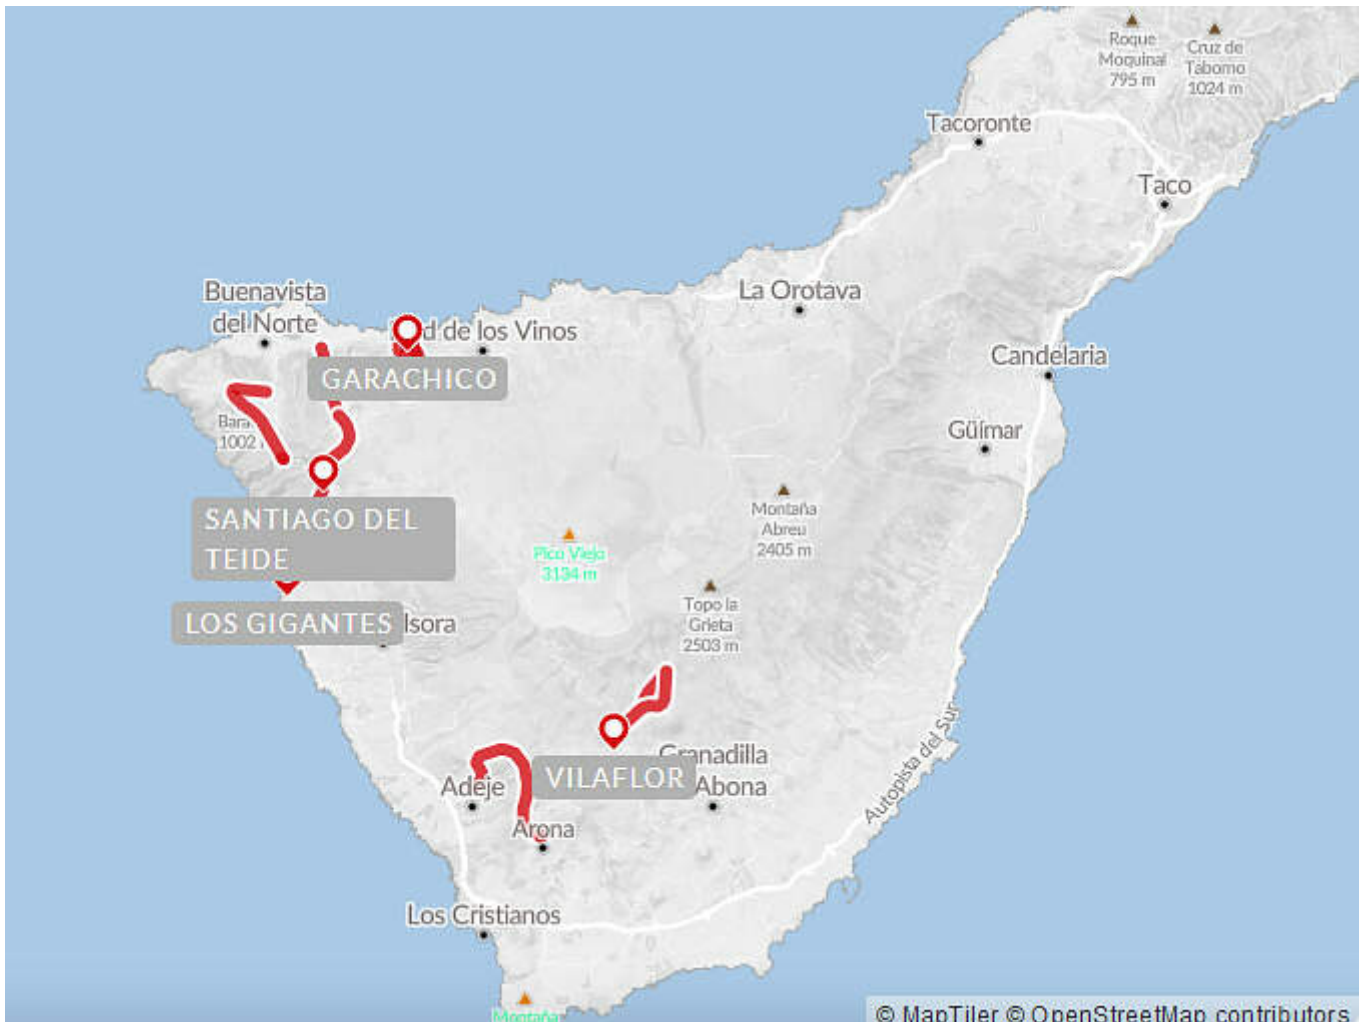 Roque
Moquinal
795 m
Cruz de
Taborno
1024 m
Tacoronte
Taco
Buenavista
del Norte
La Orotava
d de los Vinos
Candelaria
GARACHICO
Güímar
1002
SANTIAGO DEL
TEIDE
Montaña
Abreu
2405 m
Pico Viejo
3134 m
Topo la
Grieta
2503 m
LOS GIGANTES
Isora
Granadilla
Abona
VILAFLOR
Adeje
Autopista del Sur
Arona
Los Cristianos
Montaña
© MapTiler © OpenStreetMap contributors